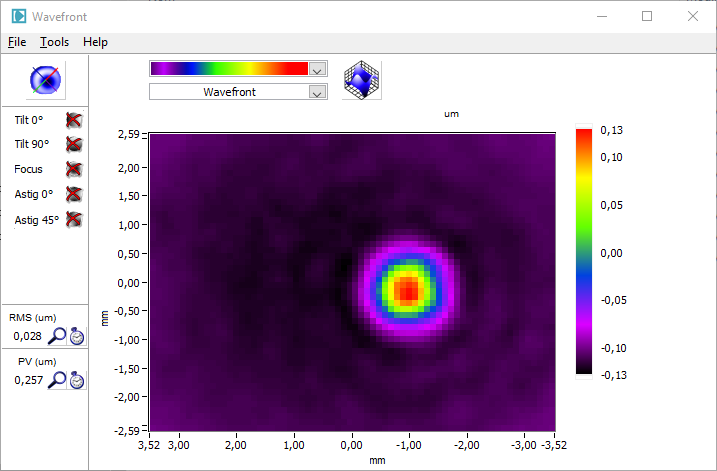 Wavefront
File Tools Help
Wavefront
um
Tilt 0°
Tilt 90°
Focus
Astig 0°
Astig 45°
RMS (um)
0,028
PV (um)
0,257
2,59
2,00
1,50
1,00
0,50
0,00
-0,50
-1,00
-1,50
-2,00
-2,59
mm
3,52 3,00 2,00 1,00 0,00 -1,00 -2,00 -3,00 -3,52
mm
0,13
0,10
0,05
0,00
-0,05
-0,10
-0,13